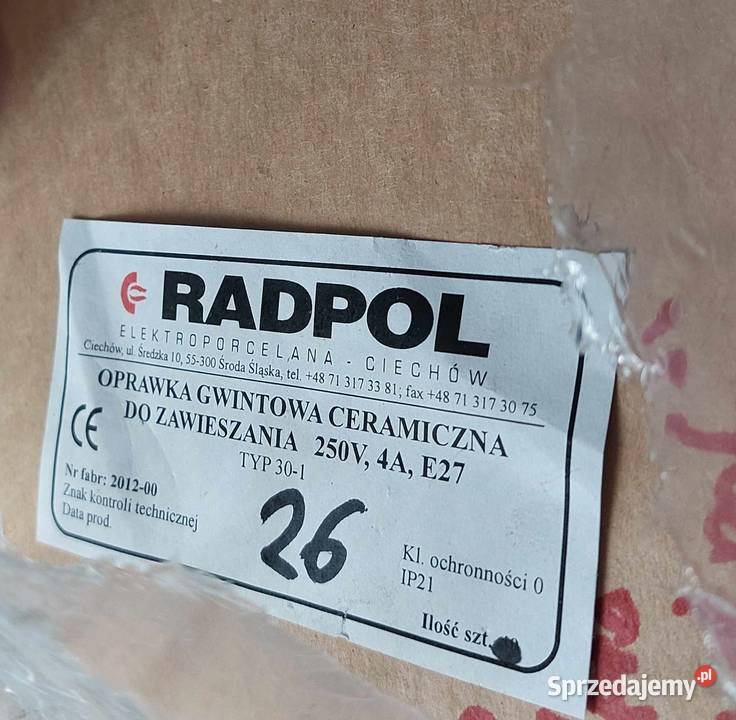 RADPOL
ELEKTROPORCELANA - CIECHÓW
Ciechów, ul. Średzka 10, 55-300 Środa Śląska, tel. +48 71 317 33 81; fax +48 71 317 30 75
OPRAWKA GWINTOWA CERAMICZNA
DO ZAWIESZANIA 250V, 4A, E27
TYP 30-1
CE
Nr fabr: 2012-00
Znak kontroli technicznej
Data prod.
26
Kl. ochronności 0
IP21
Ilość szt.
Sprzedajemy.pl